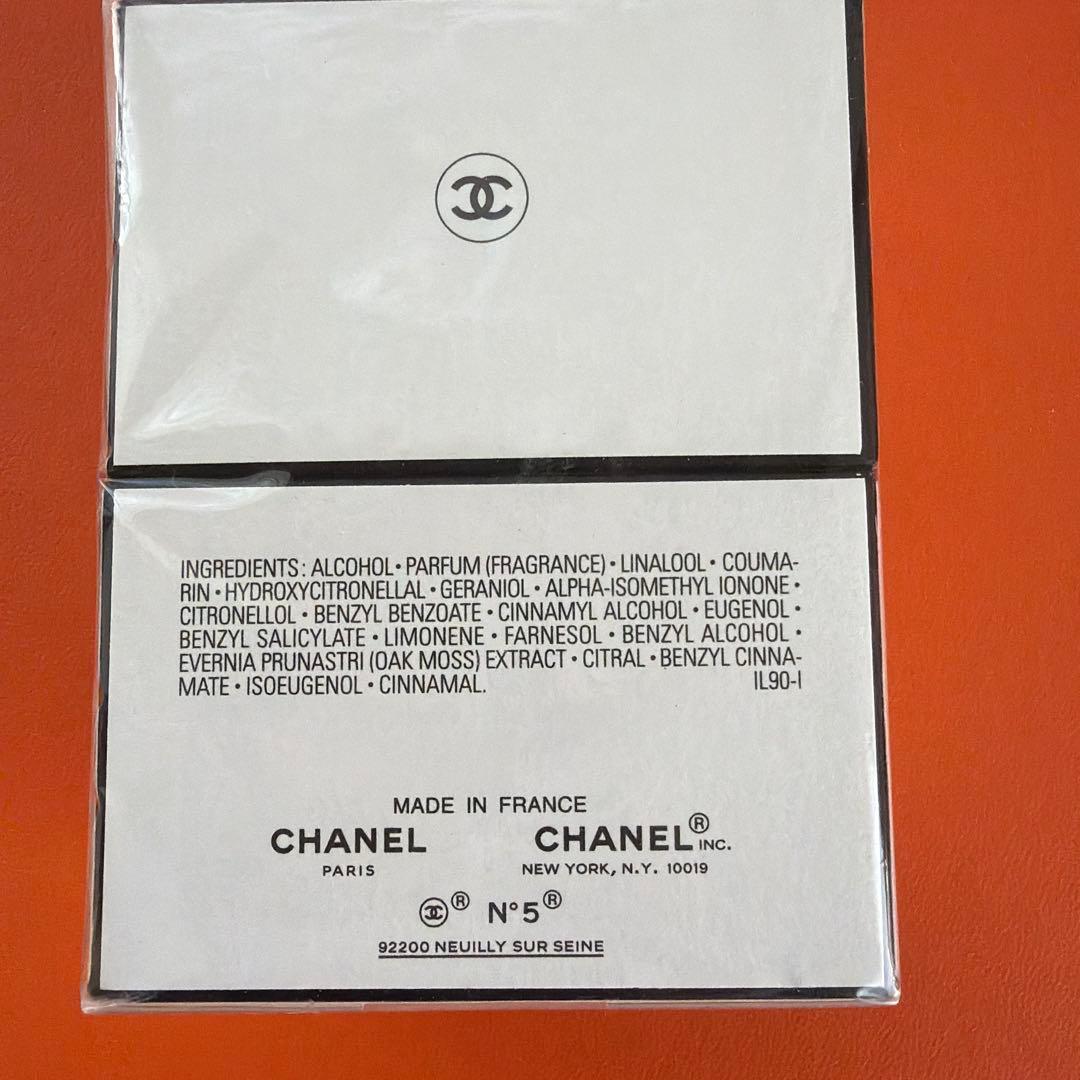 INGREDIENTS: ALCOHOL • PARFUM (FRAGRANCE) • LINALOOL • COUMA-
RIN • HYDROXYCITRONELLAL • GERANIOL • ALPHA-ISOMETHYL IONONE •
CITRONELLOL • BENZYL BENZOATE • CINNAMYL ALCOHOL • EUGENOL •
BENZYL SALICYLATE • LIMONENE • FARNESOL • BENZYL ALCOHOL •
EVERNIA PRUNASTRI (OAK MOSS) EXTRACT • CITRAL • BENZYL CINNA-
MATE • ISOEUGENOL • CINNAMAL. IL90-I
MADE IN FRANCE
CHANEL CHANEL® INC.
PARIS NEW YORK, N.Y. 10019
® N°5®
92200 NEUILLY SUR SEINE